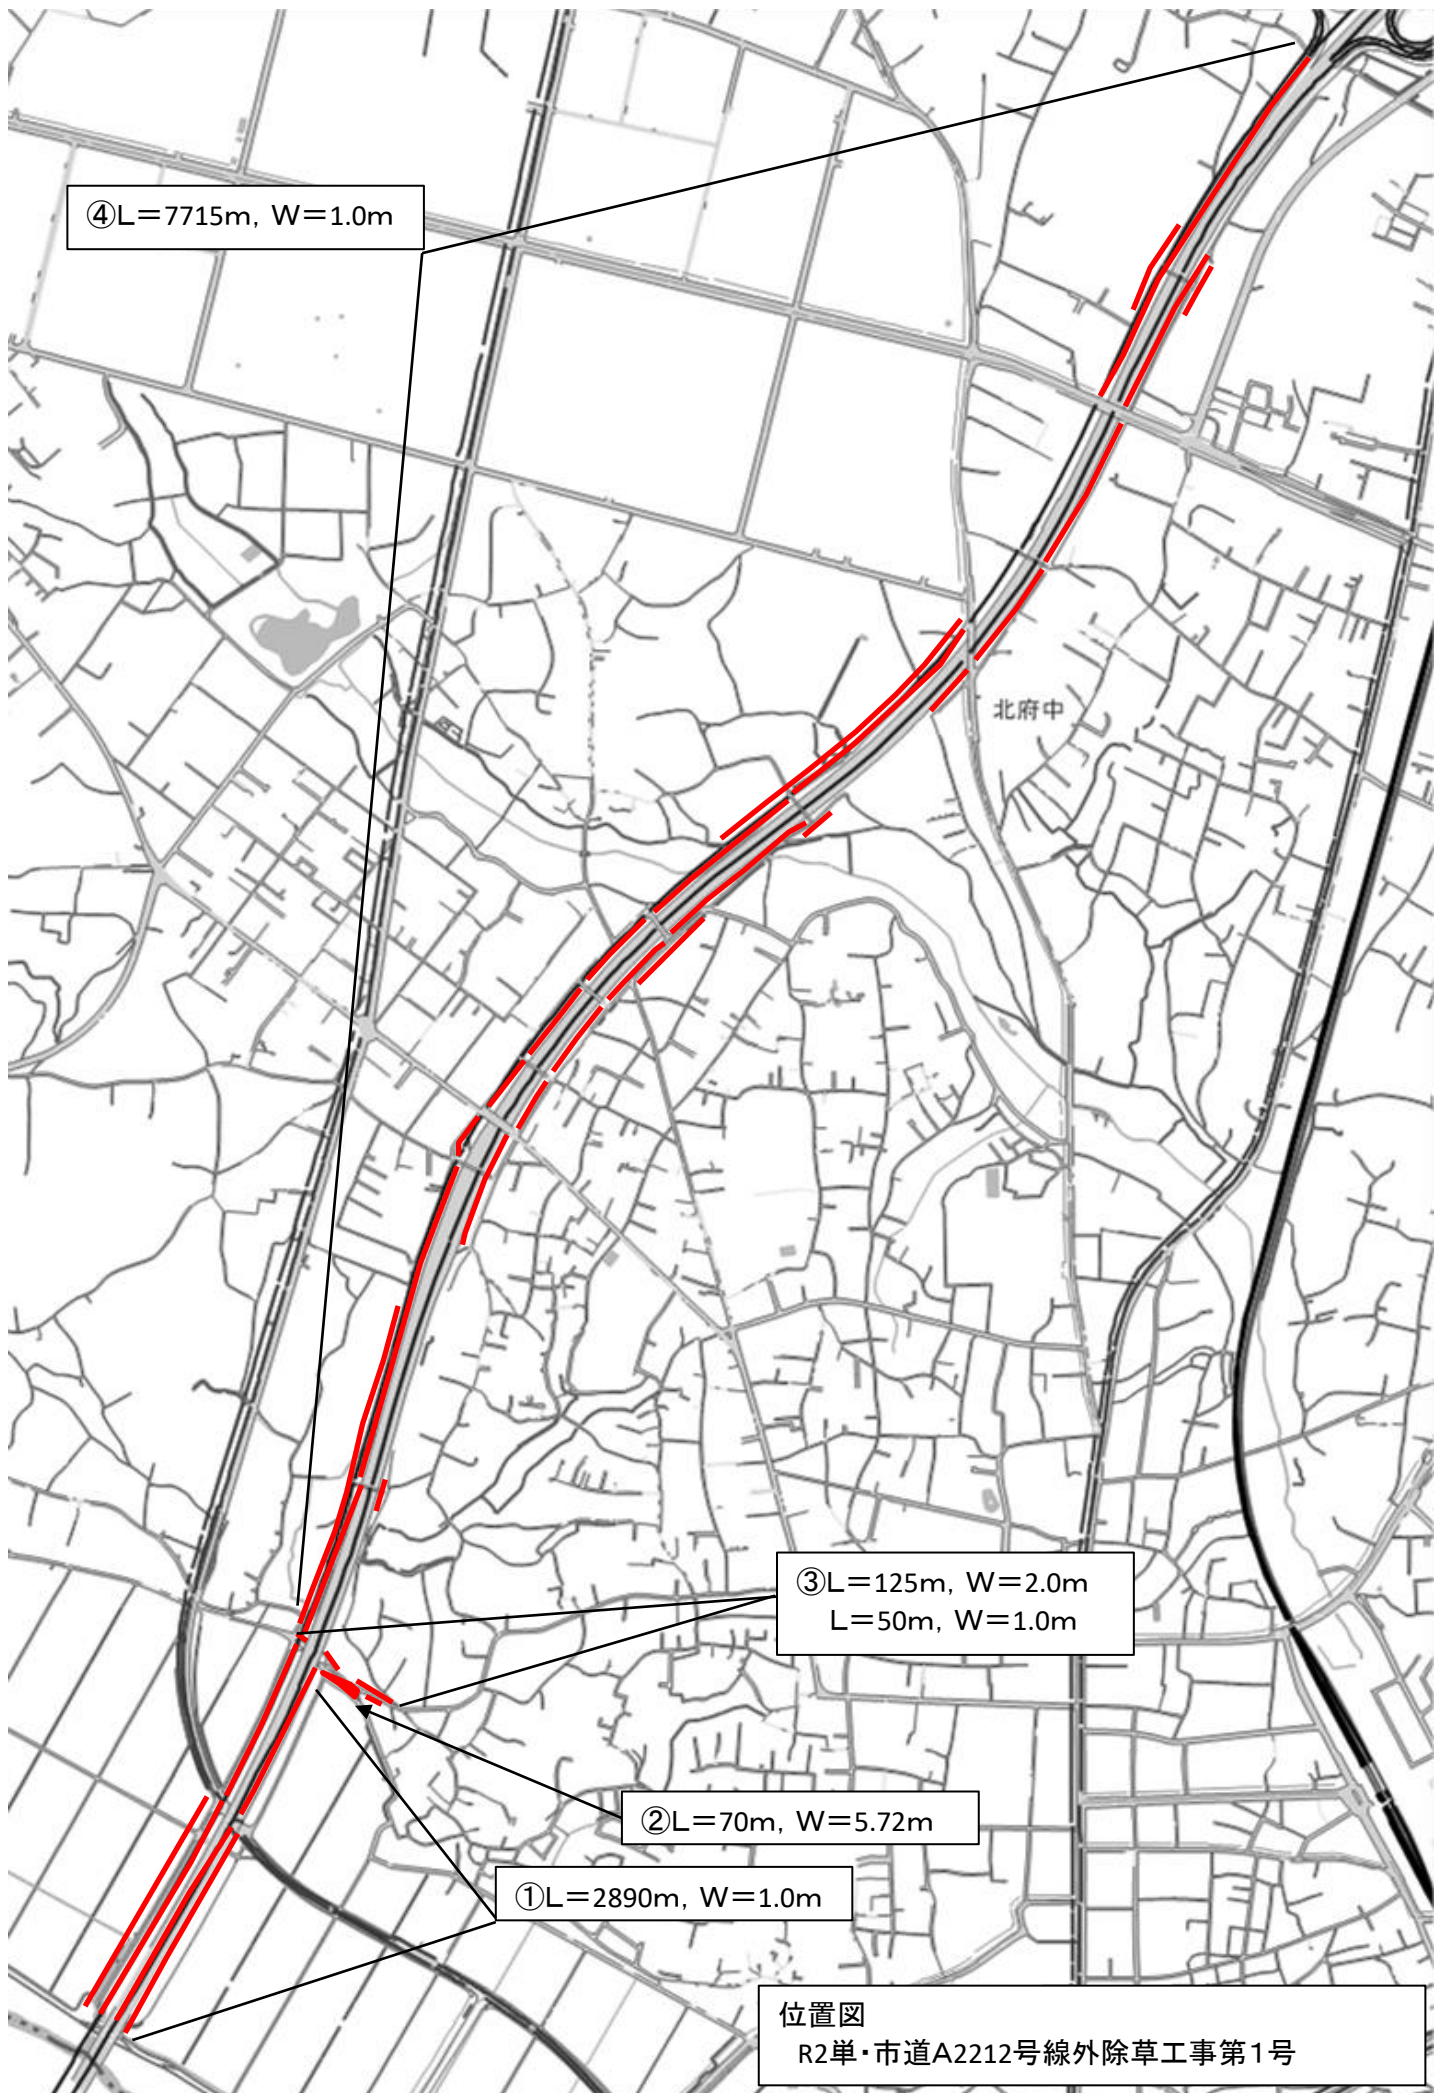 ④L=7715m, W=1.0m
北府中
③L=125m, W=2.0m
L=50m, W=1.0m
②L=70m, W=5.72m
①L=2890m, W=1.0m
位置図
R2単・市道A2212号線外除草工事第1号